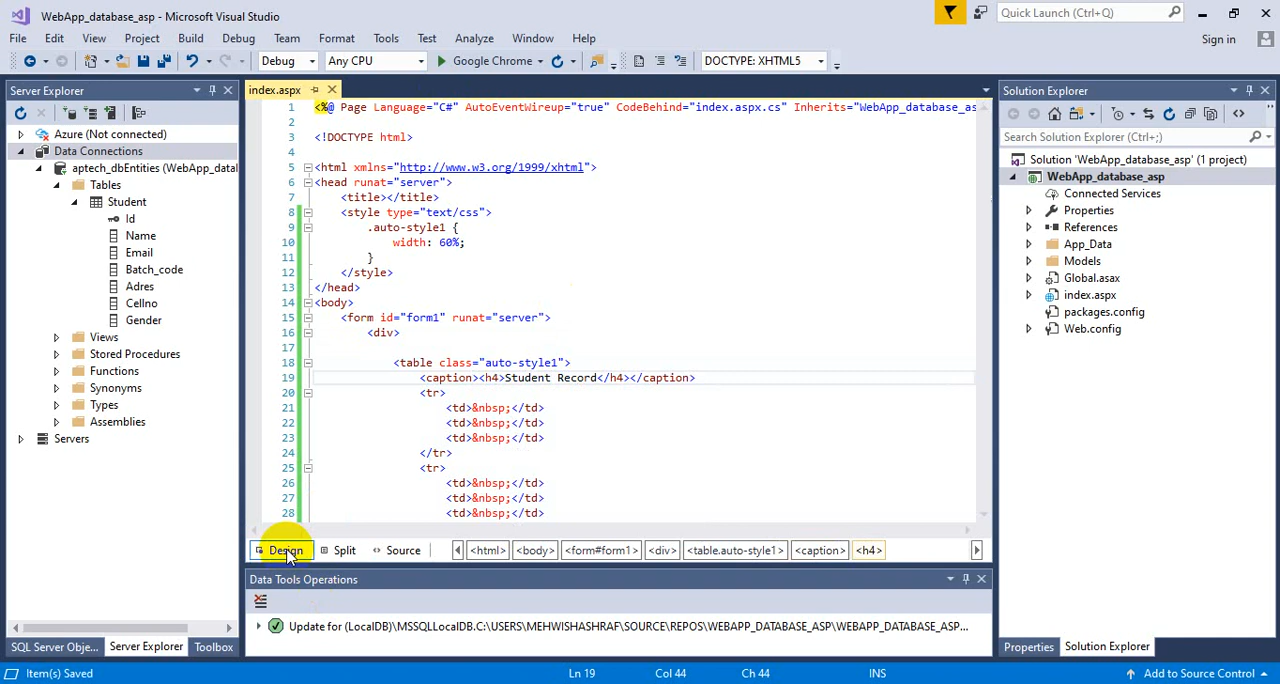 WebApp_database_asp - Microsoft Visual Studio
Quick Launch (Ctrl+Q)
File Edit View Project Build Debug Team Format Tools Test Analyze Window Help
Sign in
Debug Any CPU Google Chrome DOCTYPE: XHTML5
Server Explorer
Azure (Not connected)
Data Connections
aptech_dbEntities (WebApp_datal
Tables
Student
Id
Name
Email
Batch_code
Adres
Cellno
Gender
Views
Stored Procedures
Functions
Synonyms
Types
Assemblies
Servers
SQL Server Obje... Server Explorer Toolbox
index.aspx
1 <%@ Page Language="C#" AutoEventWireup="true" CodeBehind="index.aspx.cs" Inherits="WebApp_database_as
2
3 <!DOCTYPE html>
4
5 <html xmlns="http://www.w3.org/1999/xhtml">
6 <head runat="server">
7 <title></title>
8 <style type="text/css">
9 .auto-style1 {
10 width: 60%;
11 }
12 </style>
13 </head>
14 <body>
15 <form id="form1" runat="server">
16 <div>
17
18 <table class="auto-style1">
19 <caption><h4>Student Record</h4></caption>
20 <tr>
21 <td>&nbsp;</td>
22 <td>&nbsp;</td>
23 <td>&nbsp;</td>
24 </tr>
25 <tr>
26 <td>&nbsp;</td>
27 <td>&nbsp;</td>
28 <td>&nbsp;</td>
Design Split Source <html> <body> <form#form1> <div> <table.auto-style1> <caption> <h4>
Data Tools Operations
Update for (LocalDB)\MSSQLLocalDB.C:\USERS\MEHWISHASHRAF\SOURCE\REPOS\WEBAPP_DATABASE_ASP\WEBAPP_DATABASE_ASP...
Solution Explorer
Search Solution Explorer (Ctrl+;)
Solution 'WebApp_database_asp' (1 project)
WebApp_database_asp
Connected Services
Properties
References
App_Data
Models
Global.asax
index.aspx
packages.config
Web.config
Properties Solution Explorer
Item(s) Saved Ln 19 Col 44 Ch 44 INS Add to Source Control